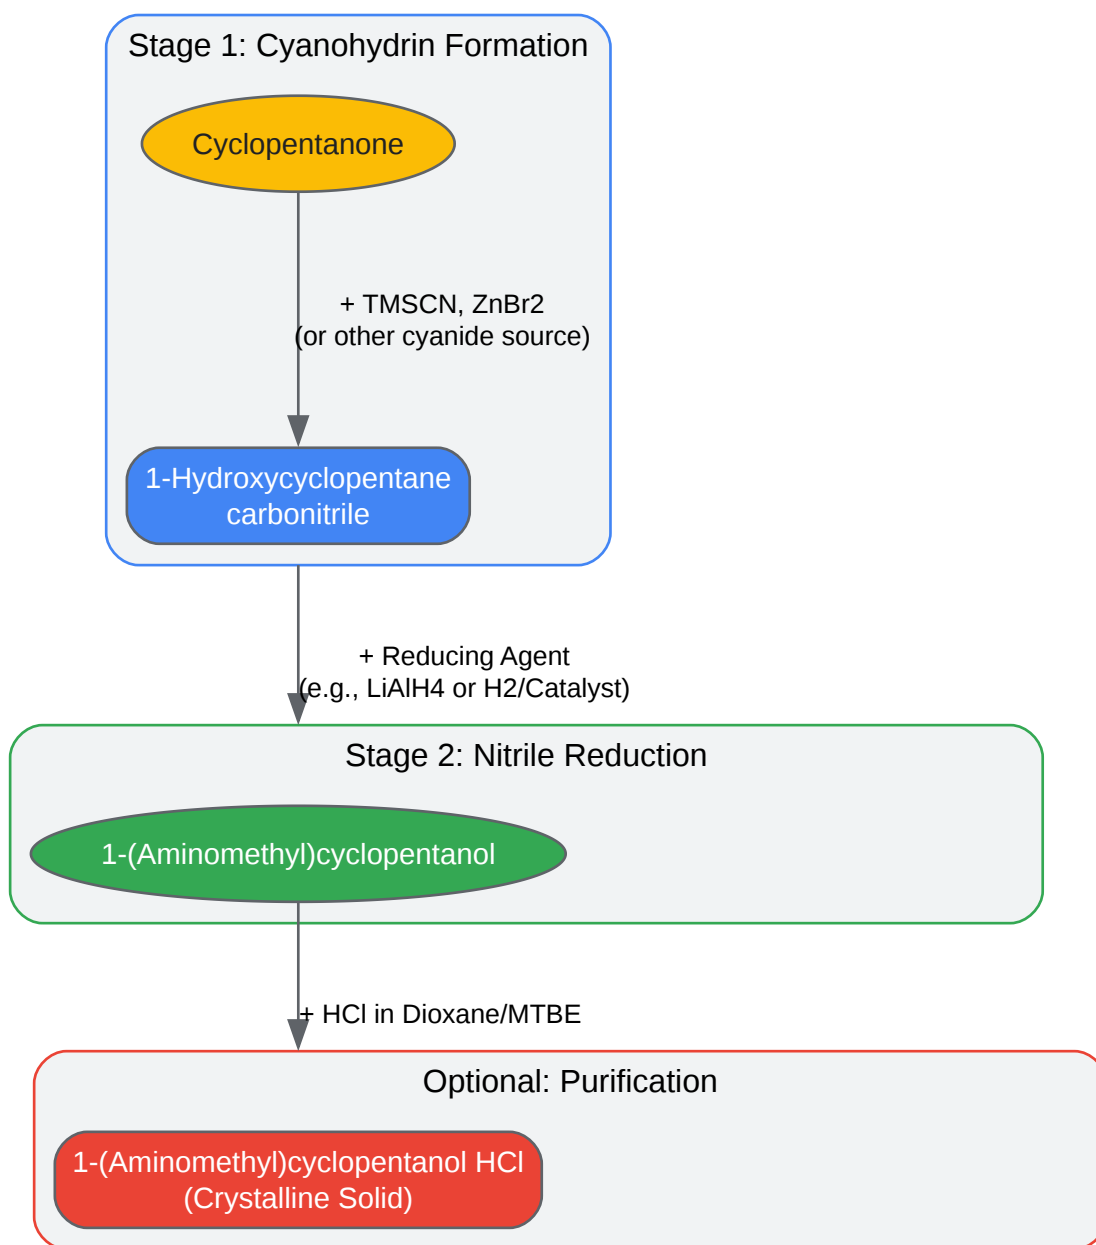 Stage 1: Cyanohydrin Formation
Cyclopentanone
+ TMSCN, ZnBr2
(or other cyanide source)
1-Hydroxycyclopentane
carbonitrile
+ Reducing Agent
(e.g., LiAlH4 or H2/Catalyst)
Stage 2: Nitrile Reduction
1-(Aminomethyl)cyclopentanol
+ HCl in Dioxane/MTBE
Optional: Purification
1-(Aminomethyl)cyclopentanol HCl
(Crystalline Solid)